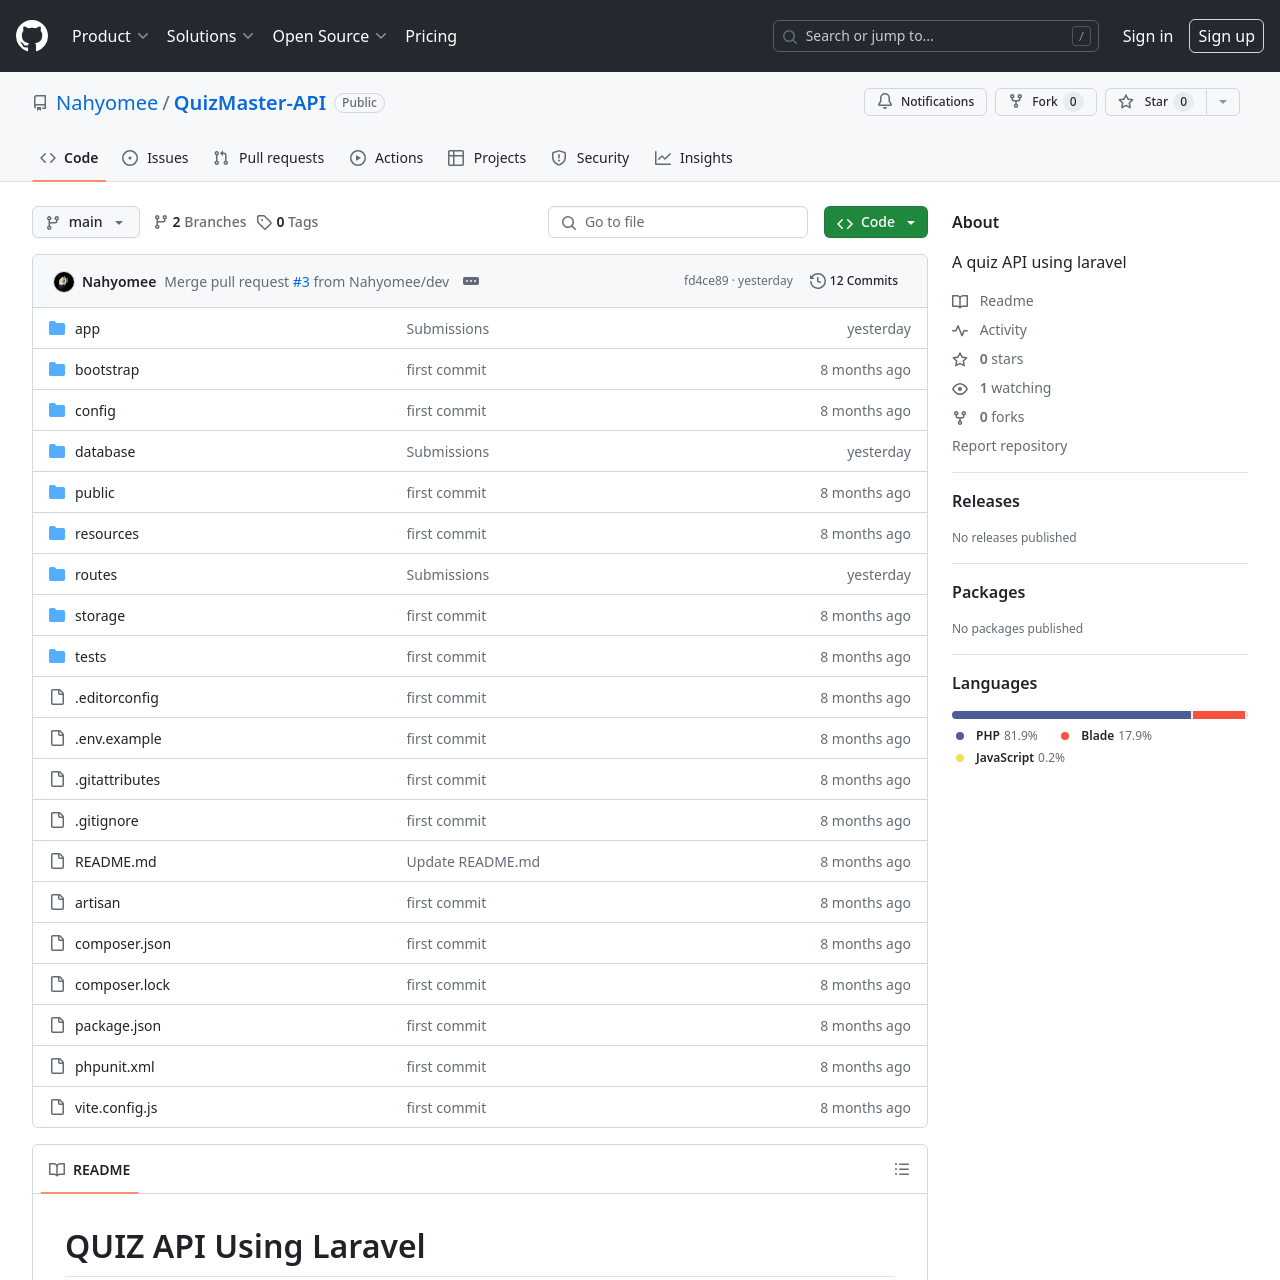 Product Solutions Open Source Pricing Search or jump to... / Sign in Sign up
Nahyomee / QuizMaster-API Public Notifications Fork 0 Star 0
Code Issues Pull requests Actions Projects Security Insights
main 2 Branches 0 Tags Go to file Code
Nahyomee Merge pull request #3 from Nahyomee/dev fd4ce89 · yesterday 12 Commits
app Submissions yesterday
bootstrap first commit 8 months ago
config first commit 8 months ago
database Submissions yesterday
public first commit 8 months ago
resources first commit 8 months ago
routes Submissions yesterday
storage first commit 8 months ago
tests first commit 8 months ago
.editorconfig first commit 8 months ago
.env.example first commit 8 months ago
.gitattributes first commit 8 months ago
.gitignore first commit 8 months ago
README.md Update README.md 8 months ago
artisan first commit 8 months ago
composer.json first commit 8 months ago
composer.lock first commit 8 months ago
package.json first commit 8 months ago
phpunit.xml first commit 8 months ago
vite.config.js first commit 8 months ago
README
QUIZ API Using Laravel
About
A quiz API using laravel
Readme
Activity
0 stars
1 watching
0 forks
Report repository
Releases
No releases published
Packages
No packages published
Languages
PHP 81.9% Blade 17.9%
JavaScript 0.2%